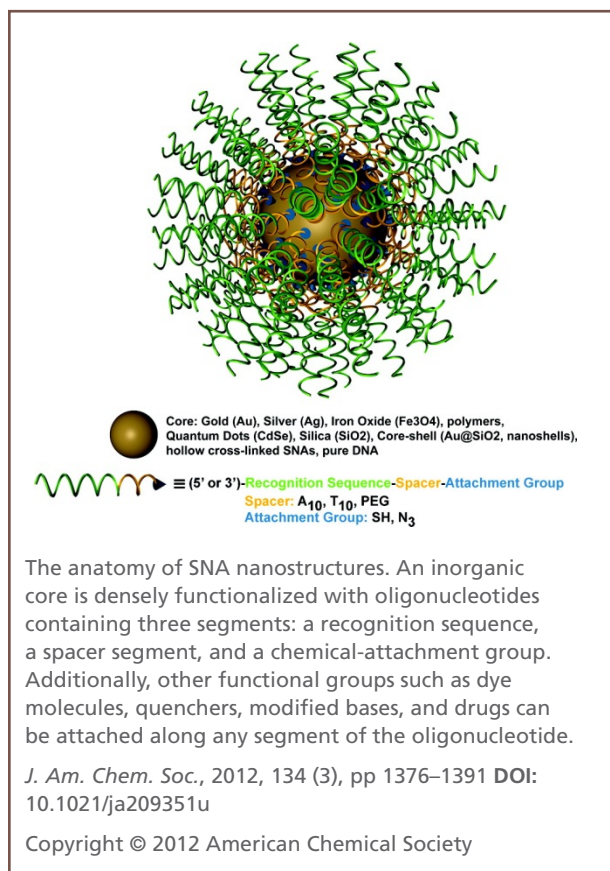 Core: Gold (Au), Silver (Ag), Iron Oxide (Fe3O4), polymers,
Quantum Dots (CdSe), Silica (SiO2), Core-shell (Au@SiO2, nanoshells),
hollow cross-linked SNAs, pure DNA
≡ (5' or 3')-Recognition Sequence-Spacer-Attachment Group
Spacer: A10, T10, PEG
Attachment Group: SH, N3
The anatomy of SNA nanostructures. An inorganic
core is densely functionalized with oligonucleotides
containing three segments: a recognition sequence,
a spacer segment, and a chemical-attachment group.
Additionally, other functional groups such as dye
molecules, quenchers, modified bases, and drugs can
be attached along any segment of the oligonucleotide.
J. Am. Chem. Soc., 2012, 134 (3), pp 1376–1391 DOI:
10.1021/ja209351u
Copyright © 2012 American Chemical Society